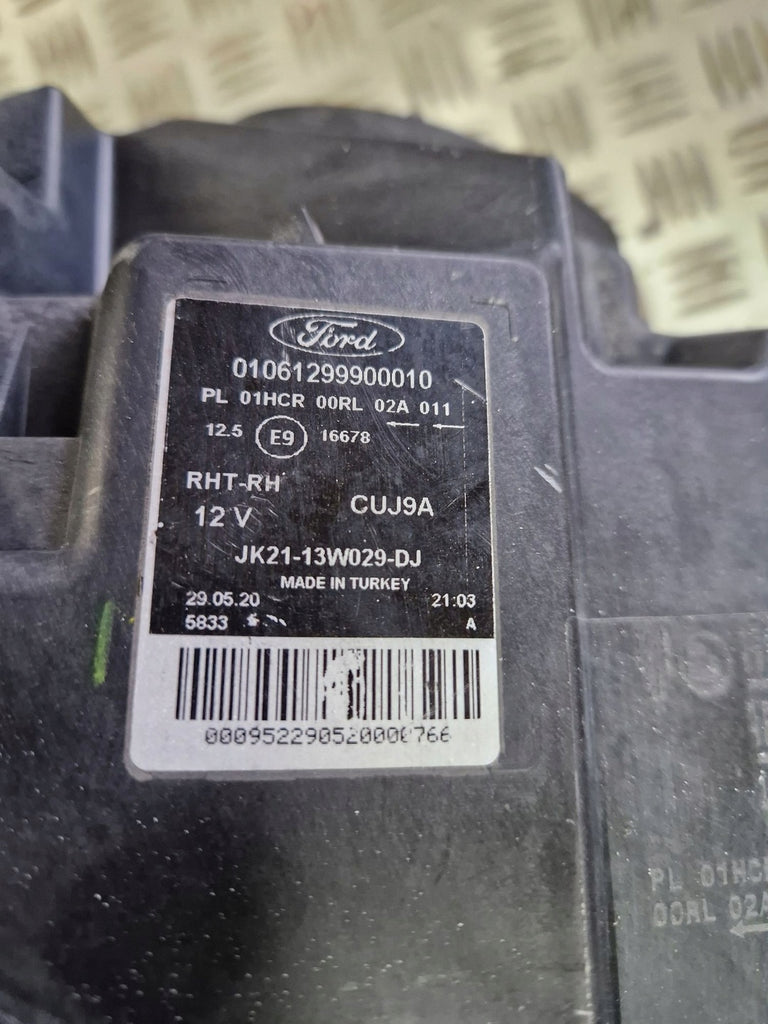 Ford
01061299900010
PL 01HCR 00RL 02A 011
12.5 E9 16678
RHT-RH
12 V CUJ9A
JK21-13W029-DJ
MADE IN TURKEY
29.05.20 21:03
5833 A
PL 01HCR
00RL 02A